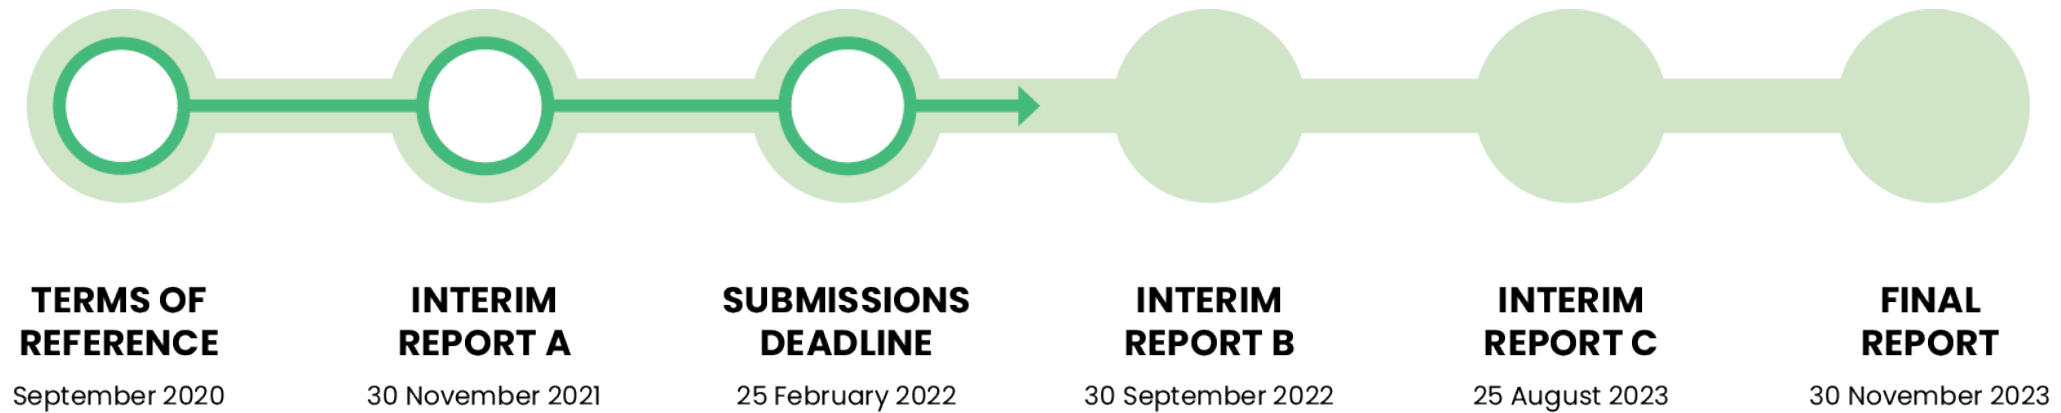 TERMS OF
REFERENCE
September 2020
INTERIM
REPORT A
30 November 2021
SUBMISSIONS
DEADLINE
25 February 2022
INTERIM
REPORT B
30 September 2022
INTERIM
REPORT C
25 August 2023
FINAL
REPORT
30 November 2023